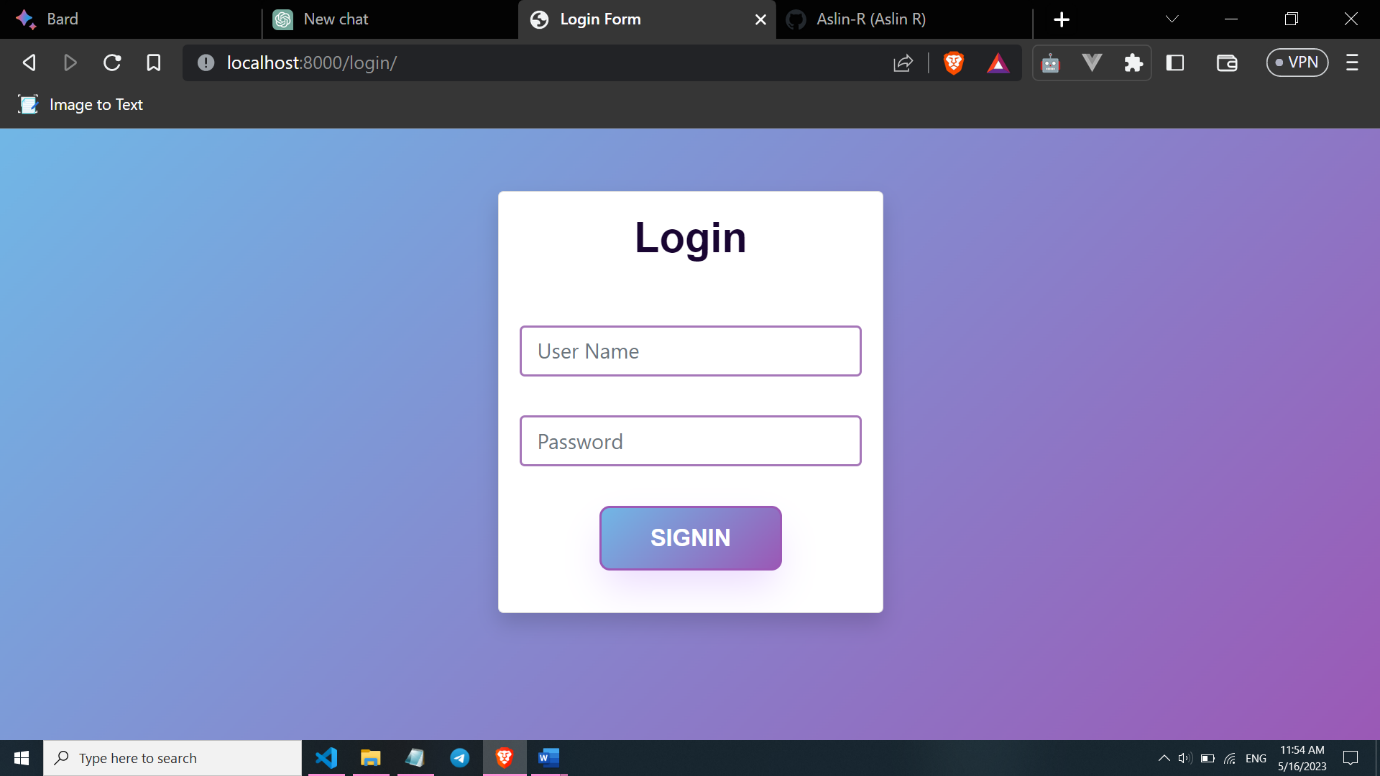 Bard
New chat
Login Form
Aslin-R (Aslin R)
localhost:8000/login/
VPN
Image to Text
Login
User Name
Password
SIGNIN
Type here to search
ENG
11:54 AM
5/16/2023